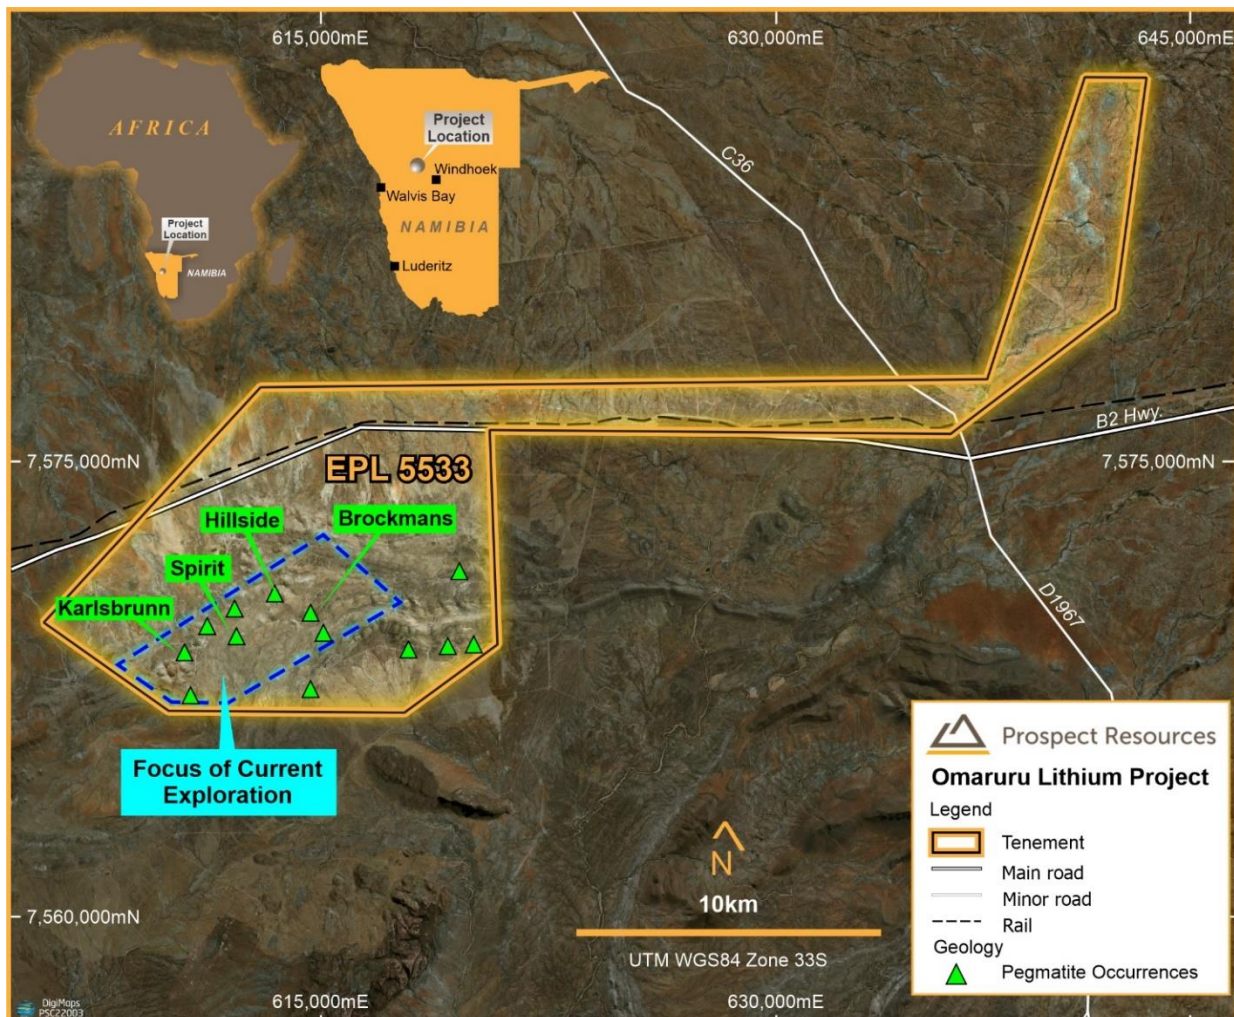 615,000mE
630,000mE
645,000mE
AFRICA
Project
Location
NAMIBIA
Project
Location
Windhoek
Walvis Bay
NAMIBIA
Luderitz
C36
B2 Hwy.
7,575,000mN
7,575,000mN
EPL 5533
Hillside
Brockmans
Spirit
Karlsbrunn
D1967
Focus of Current
Exploration
N
10km
UTM WGS84 Zone 33S
7,560,000mN
Prospect Resources
Omaruru Lithium Project
Legend
Tenement
Main road
Minor road
Rail
Geology
Pegmatite Occurrences
DigiMaps
PSC22003
615,000mE
630,000mE